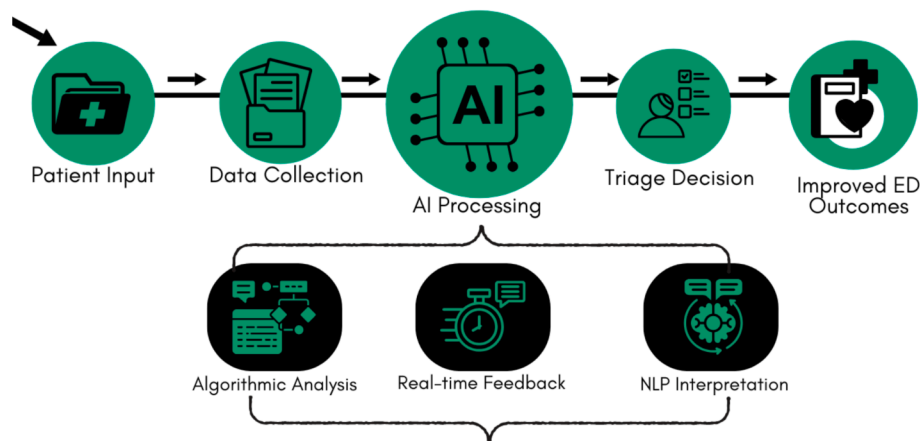 AI
Patient Input
Data Collection
AI Processing
Triage Decision
Improved ED
Outcomes
Algorithmic Analysis
Real-time Feedback
NLP Interpretation